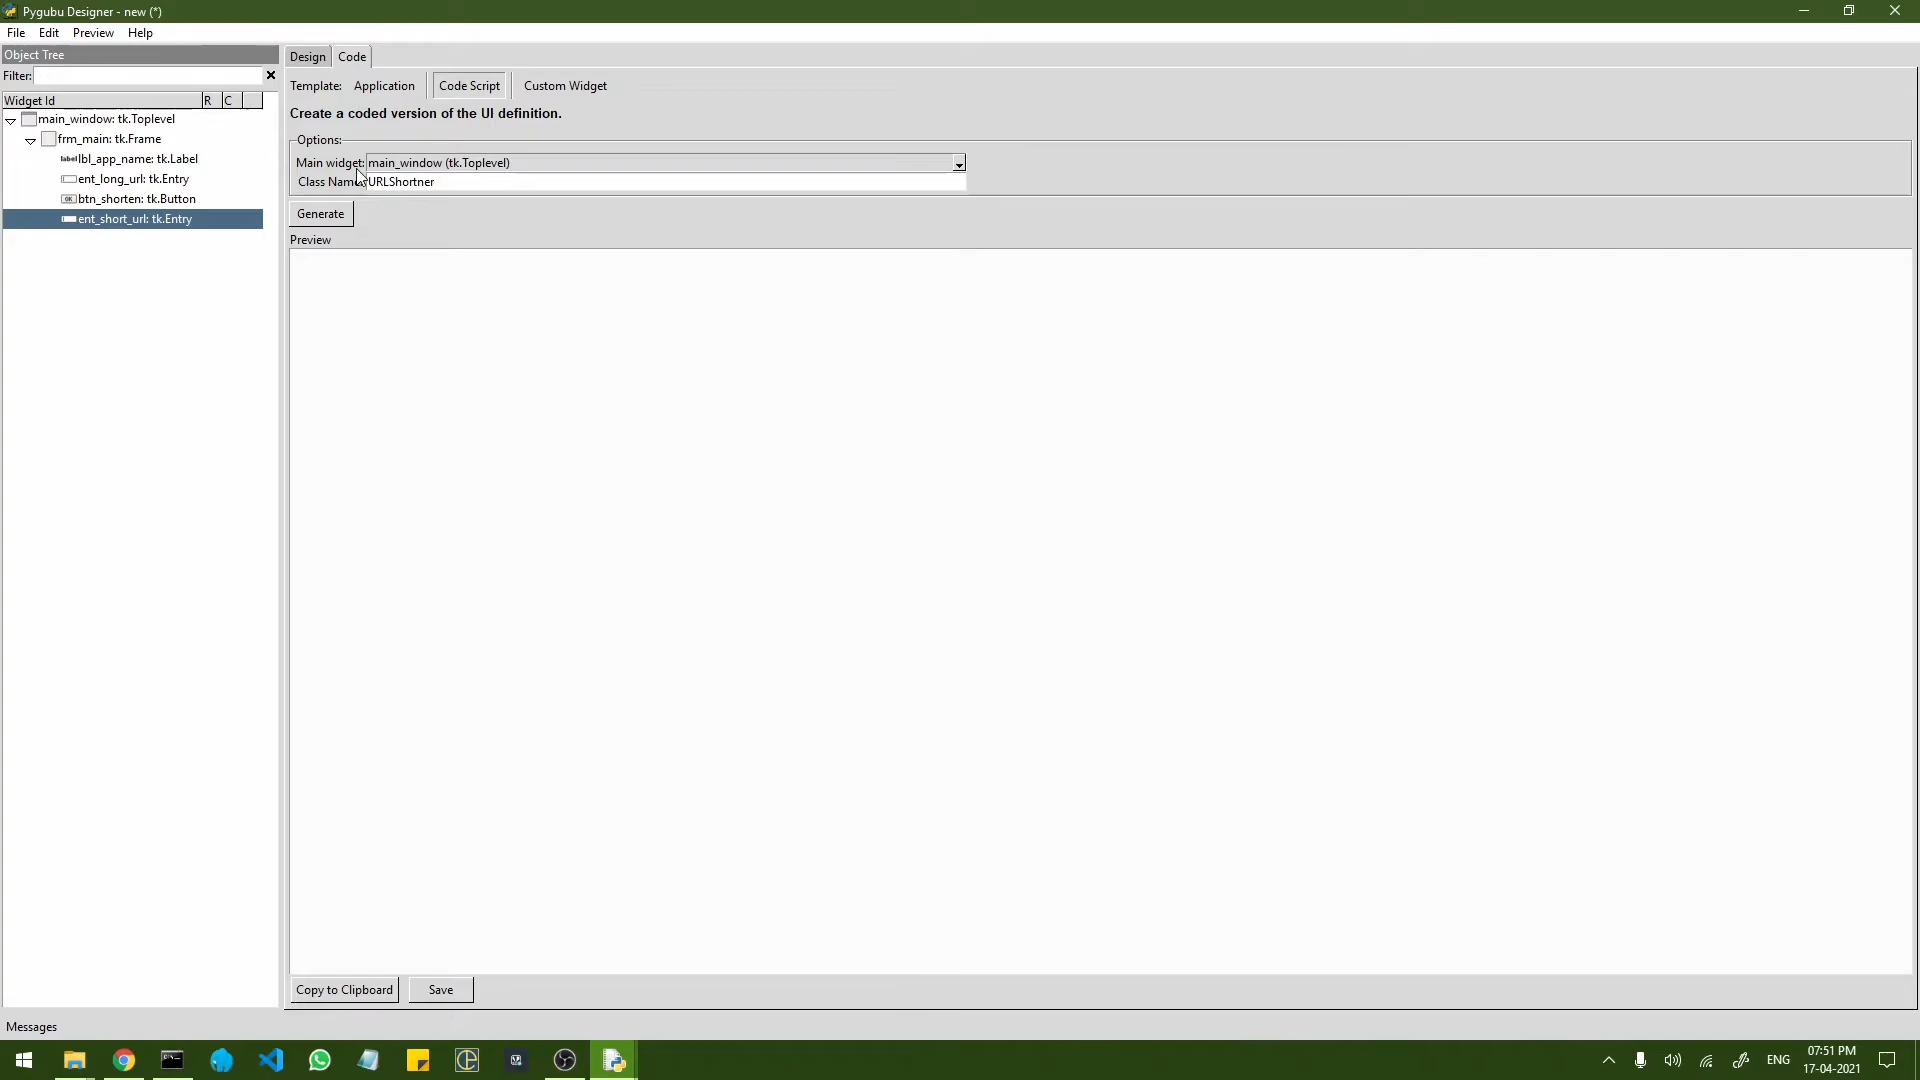 Pygubu Designer - new (*)
File Edit Preview Help
Object Tree
Filter:
Widget Id R C
main_window: tk.Toplevel
frm_main: tk.Frame
label lbl_app_name: tk.Label
ent_long_url: tk.Entry
OK btn_shorten: tk.Button
ent_short_url: tk.Entry
Design Code
Template: Application Code Script Custom Widget
Create a coded version of the UI definition.
Options:
Main widget: main_window (tk.Toplevel)
Class Name: URLShortner
Generate
Preview
Copy to Clipboard Save
Messages
ENG
07:51 PM
17-04-2021